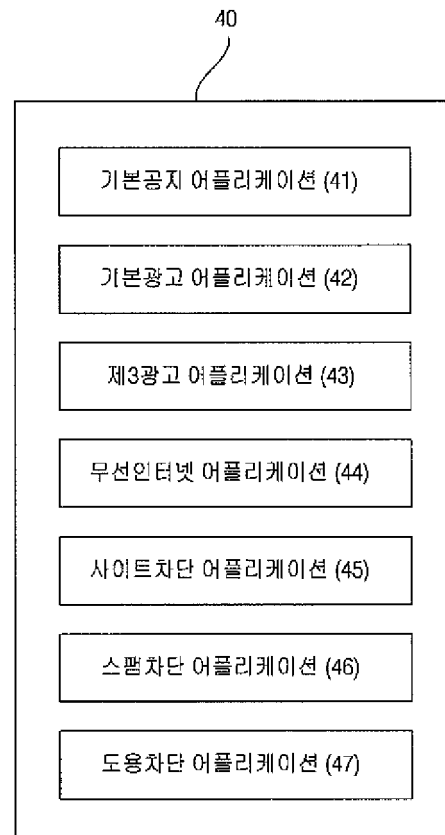 40
기본공지 어플리케이션 (41)
기본광고 어플리케이션 (42)
제3광고 어플리케이션 (43)
무선인터넷 어플리케이션 (44)
사이트차단 어플리케이션 (45)
스팸차단 어플리케이션 (46)
도용차단 어플리케이션 (47)